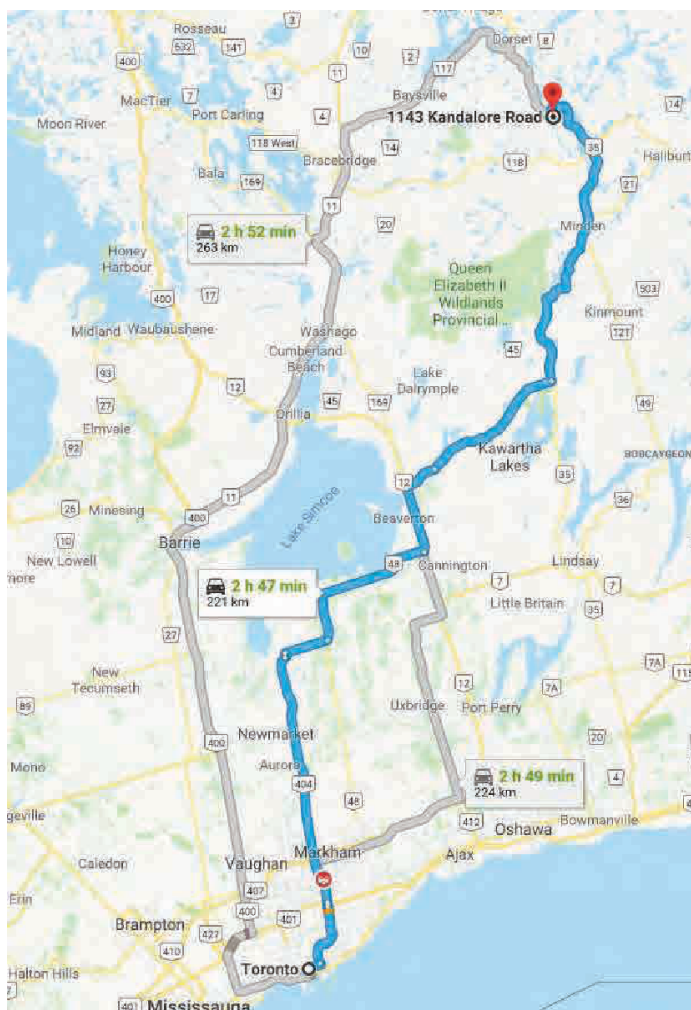 Rosseau
3
8
Dorset
532
141
10
2
400
11
117
4
MacTier
7
Baysville
Port Carling
4
1143 Kandalore Road
14
Moon River
118 West
14
35
Bracebridge
118
Haliburt
Bala
169
21
11
2 h 52 min
263 km
20
Minden
Honey
Harbour
Queen
Elizabeth II
Wildlands
Provincial ...
400
17
503
Kinmount
Midland
Waubaushene
Washago
121
Cumberland
Beach
45
93
Lake
Dalrymple
12
45
169
49
27
Orillia
Elmvale
92
Kawartha
Lakes
BOBCAYGEON
11
12
35
26
Minesing
400
Lake Simcoe
Beaverton
36
10
Barrie
New Lowell
48
Cannington
Lindsay
2 h 47 min
221 km
7
Little Britain
35
27
New
Tecumseth
7A
115
12
7A
89
Uxbridge
Port Perry
Newmarket
20
400
Mono
Aurora
404
2 h 49 min
224 km
4
48
Bowmanville
412
Oshawa
Markham
Ajax
Caledon
Vaughan
407
Erin
400
401
Brampton
427
410
Toronto
Halton Hills
401
Mississauga